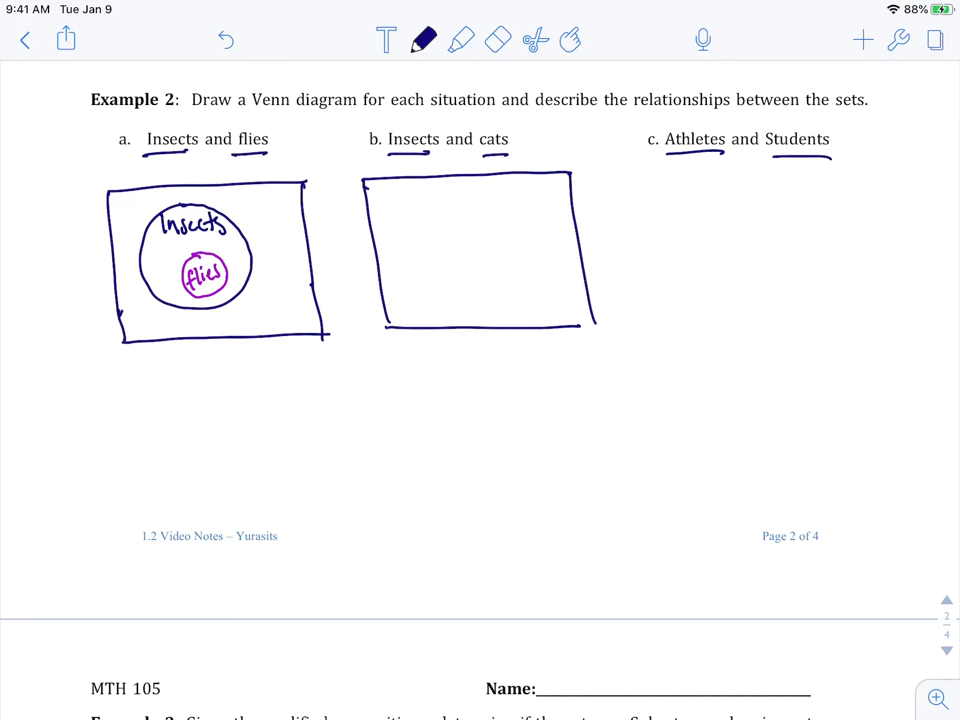 9:41 AM Tue Jan 9 88%
Example 2: Draw a Venn diagram for each situation and describe the relationships between the sets.
a. Insects and flies b. Insects and cats c. Athletes and Students
Insects
flies
1.2 Video Notes – Yurasits Page 2 of 4
2
4
MTH 105 Name: